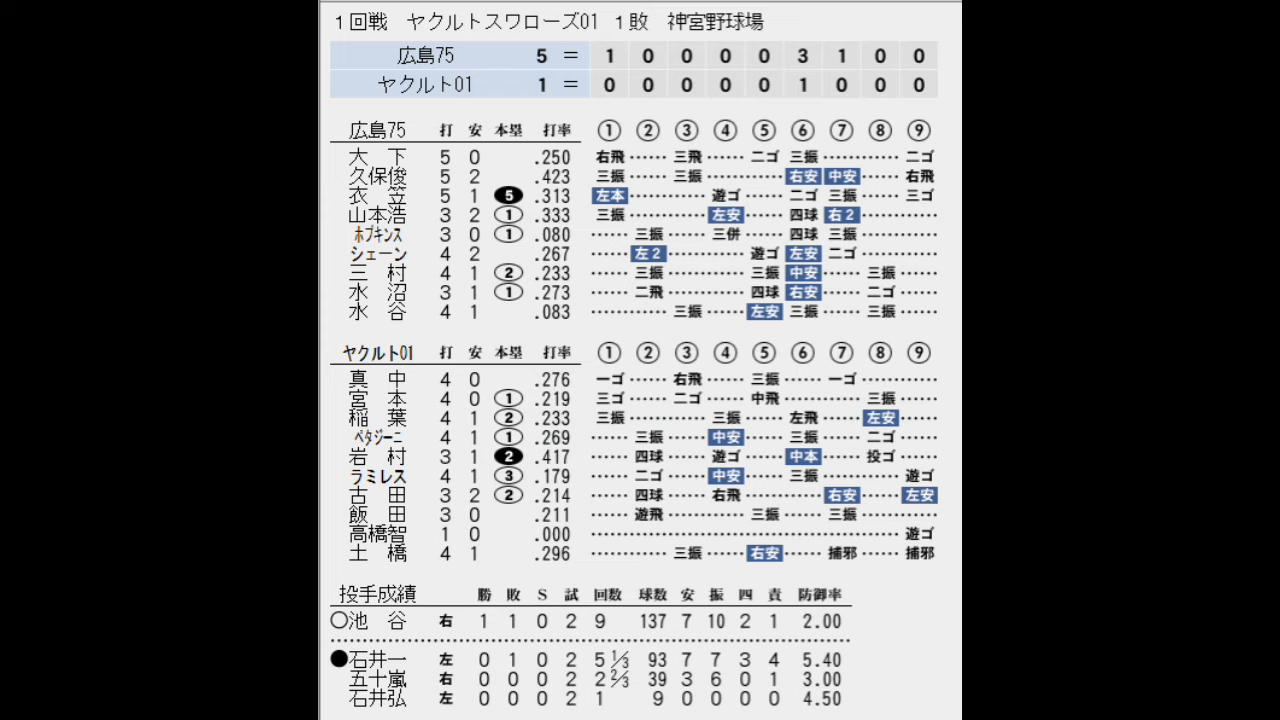 1回戦 ヤクルトスワローズ01 1敗 神宮野球場
広島75 5 = 1 0 0 0 0 3 1 0 0
ヤクルト01 1 = 0 0 0 0 0 1 0 0 0
広島75 打 安 本塁 打率 ① ② ③ ④ ⑤ ⑥ ⑦ ⑧ ⑨
大下 5 0 .250 右飛 …… 三飛 …… 二ゴ 三振 …… …… 二ゴ
久保俊 5 2 .423 三振 …… 三振 …… …… 右安 中安 …… 右飛
衣笠 5 1 ❺ .313 左本 …… …… 遊ゴ …… 二ゴ 三振 …… 三ゴ
山本浩 3 2 ① .333 三振 …… …… 左安 …… 四球 右2 …… ……
ホプキンス 3 0 ① .080 …… 三振 …… 三併 …… 四球 三振 …… ……
シェーン 4 2 .267 …… 左2 …… …… 遊ゴ 左安 二ゴ …… ……
三村 4 1 ② .233 …… 三振 …… …… 三振 中安 …… 三振 ……
水沼 3 1 ① .273 …… 二飛 …… …… 四球 右安 …… 二ゴ ……
水谷 4 1 .083 …… …… 三振 …… 左安 三振 …… 三振 ……
ヤクルト01 打 安 本塁 打率 ① ② ③ ④ ⑤ ⑥ ⑦ ⑧ ⑨
真中 4 0 .276 一ゴ …… 右飛 …… 三振 …… 一ゴ …… ……
宮本 4 0 ① .219 三ゴ …… 二ゴ …… 中飛 …… …… 三振 ……
稲葉 4 1 ② .233 三振 …… …… 三振 …… 左飛 …… 左安 ……
ペタジーニ 4 1 ① .269 …… 三振 …… 中安 …… 三振 …… 二ゴ ……
岩村 3 1 ❷ .417 …… 四球 …… 遊ゴ …… 中本 …… 投ゴ ……
ラミレス 4 1 ③ .179 …… 二ゴ …… 中安 …… 三振 …… …… 遊ゴ
古田 3 2 ② .214 …… 四球 …… 右飛 …… …… 右安 …… 左安
飯田 3 0 .211 …… 遊飛 …… …… 三振 …… 三振 …… ……
高橋智 1 0 .000 …… …… …… …… …… …… …… …… 遊ゴ
土橋 4 1 .296 …… …… 三振 …… 右安 …… 捕邪 …… 捕邪
投手成績 勝 敗 S 試 回数 球数 安 振 四 責 防御率
○池谷 右 1 1 0 2 9 137 7 10 2 1 2.00
●石井一 左 0 1 0 2 5 1/3 93 7 7 3 4 5.40
五十嵐 右 0 0 0 2 2 2/3 39 3 6 0 1 3.00
石井弘 左 0 0 0 2 1 9 0 0 0 0 4.50